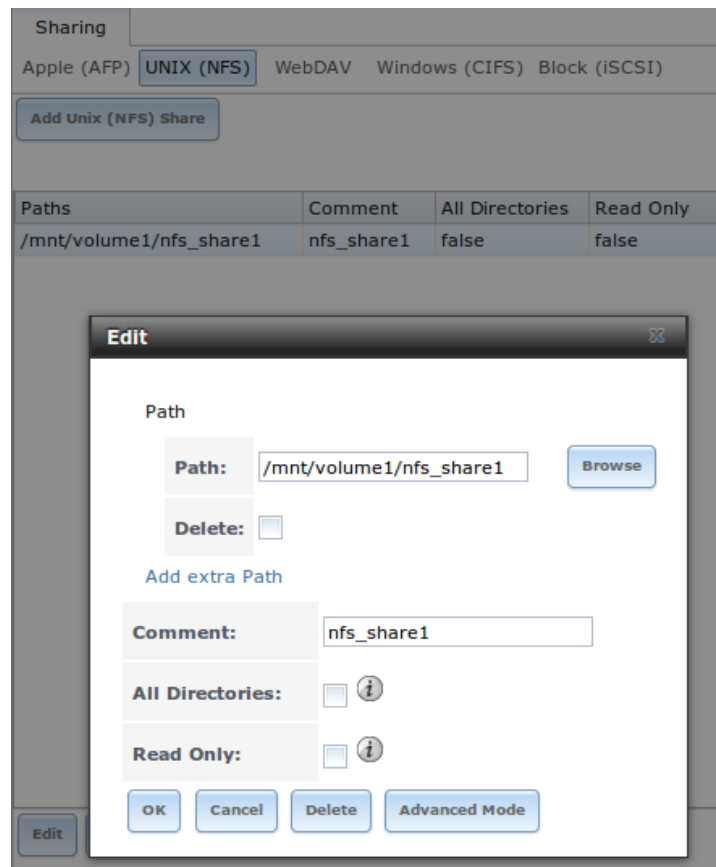 Sharing
Apple (AFP) UNIX (NFS) WebDAV Windows (CIFS) Block (iSCSI)
Add Unix (NFS) Share
Paths Comment All Directories Read Only
/mnt/volume1/nfs_share1 nfs_share1 false false
Edit
Path
Path: /mnt/volume1/nfs_share1 Browse
Delete:
Add extra Path
Comment: nfs_share1
All Directories:
Read Only:
OK Cancel Delete Advanced Mode
Edit